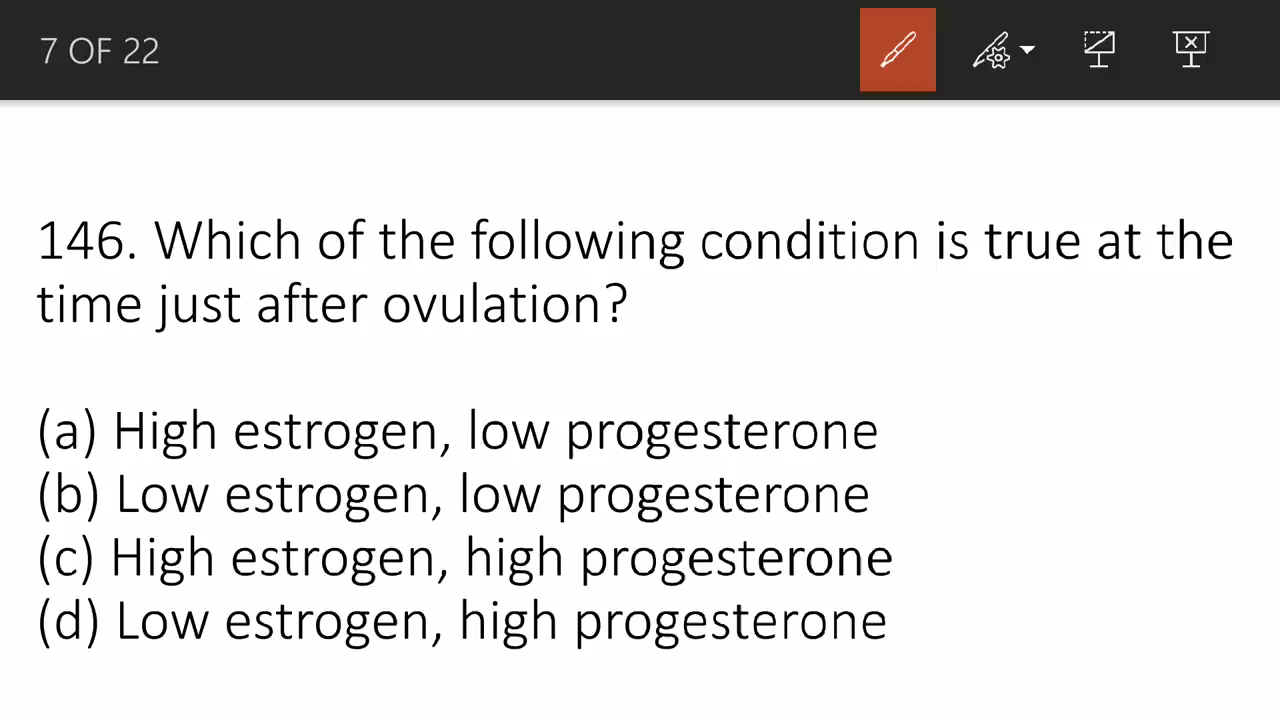 7 OF 22
146. Which of the following condition is true at the
time just after ovulation?
(a) High estrogen, low progesterone
(b) Low estrogen, low progesterone
(c) High estrogen, high progesterone
(d) Low estrogen, high progesterone